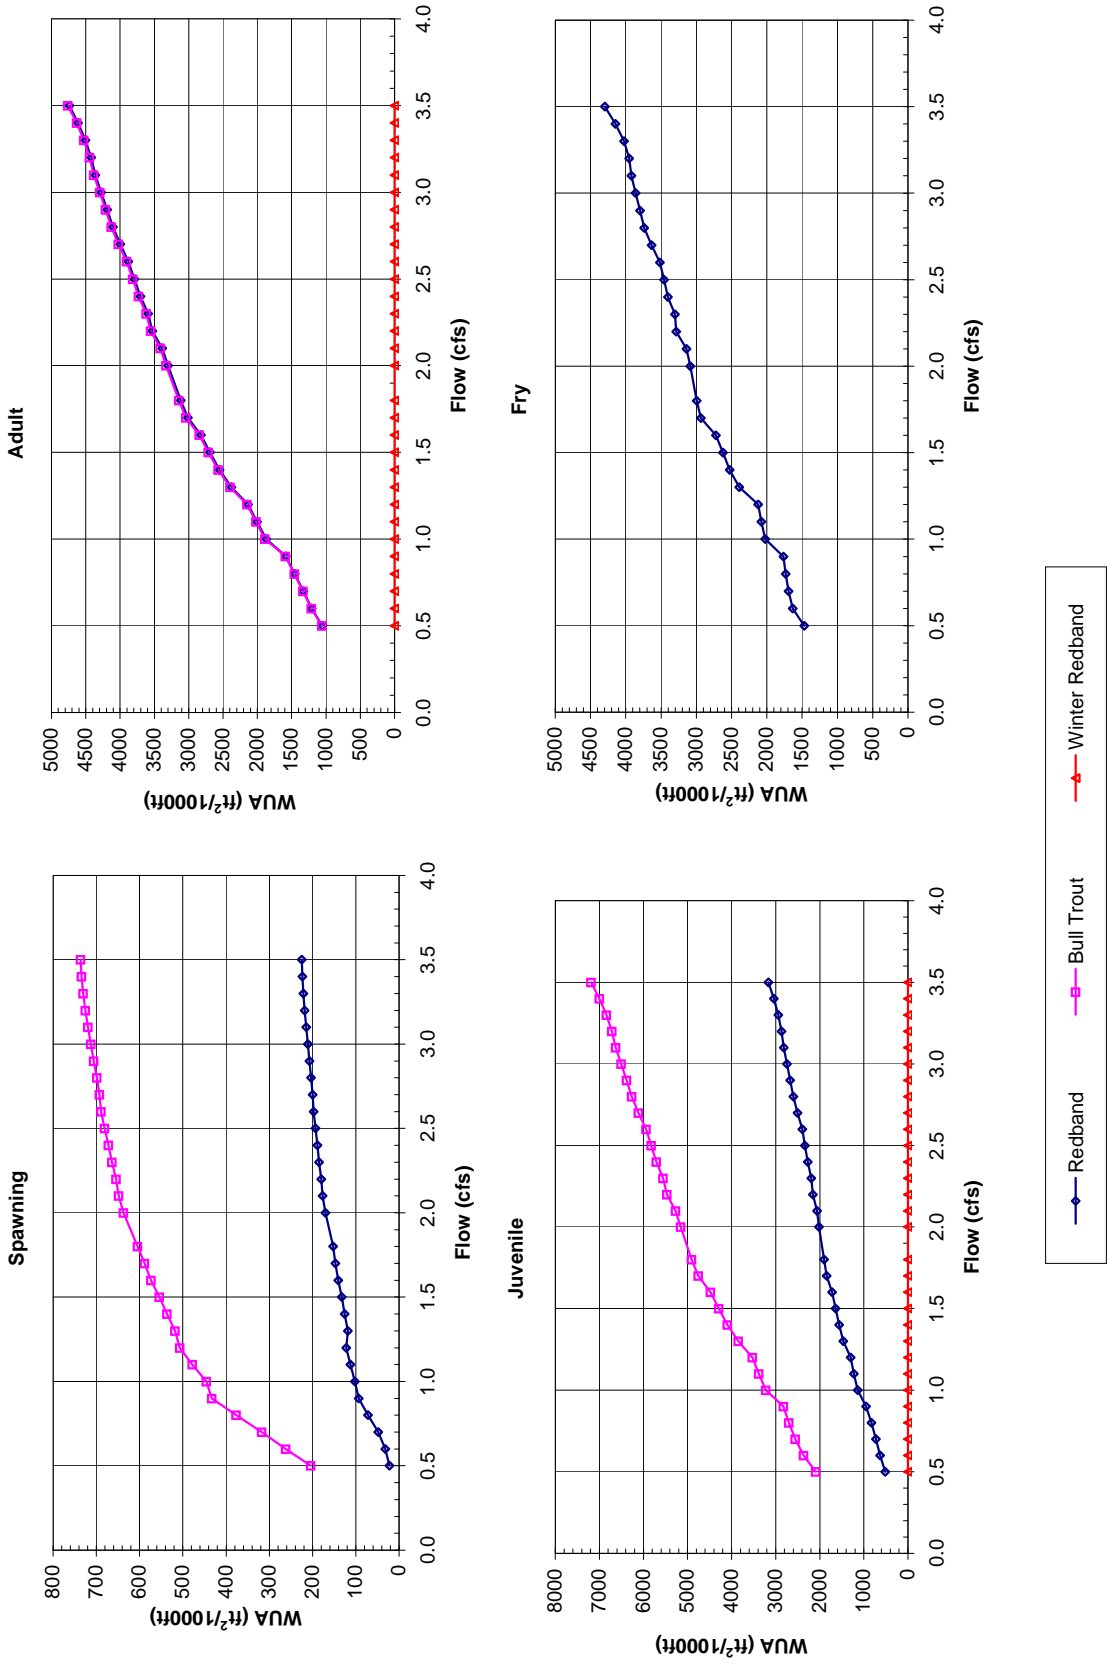 Spawning
WUA (ft²/1000ft)
800
700
600
500
400
300
200
100
0
0.0 0.5 1.0 1.5 2.0 2.5 3.0 3.5 4.0
Flow (cfs)
Adult
WUA (ft²/1000ft)
5000
4500
4000
3500
3000
2500
2000
1500
1000
500
0
0.0 0.5 1.0 1.5 2.0 2.5 3.0 3.5 4.0
Flow (cfs)
Juvenile
WUA (ft²/1000ft)
8000
7000
6000
5000
4000
3000
2000
1000
0
0.0 0.5 1.0 1.5 2.0 2.5 3.0 3.5 4.0
Flow (cfs)
Fry
WUA (ft²/1000ft)
5000
4500
4000
3500
3000
2500
2000
1500
1000
500
0
0.0 0.5 1.0 1.5 2.0 2.5 3.0 3.5 4.0
Flow (cfs)
Redband Bull Trout Winter Redband